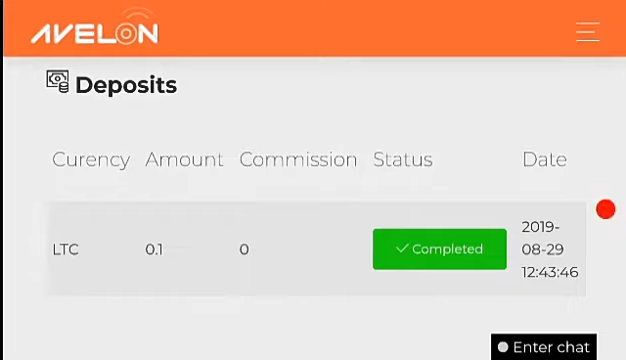 AVELON
Deposits
Curency Amount Commission Status Date
LTC 0.1 0 Completed 2019-
08-29
12:43:46
Enter chat